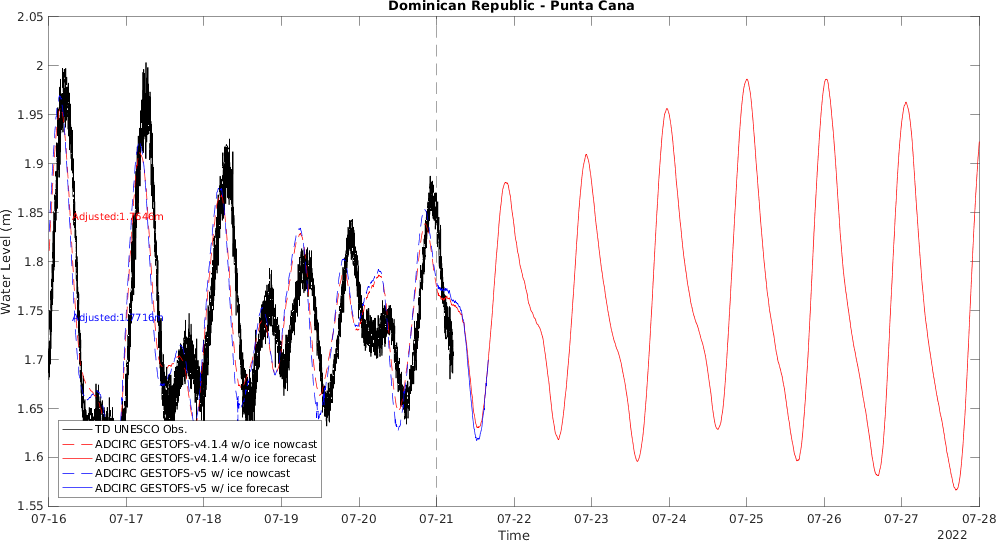 Dominican Republic - Punta Cana
2.05
2
1.95
1.9
1.85
1.8
1.75
1.7
1.65
1.6
1.55
Water Level (m)
Adjusted:1.7646m
Adjusted:1.7716m
TD UNESCO Obs.
ADCIRC GESTOFS-v4.1.4 w/o ice nowcast
ADCIRC GESTOFS-v4.1.4 w/o ice forecast
ADCIRC GESTOFS-v5 w/ ice nowcast
ADCIRC GESTOFS-v5 w/ ice forecast
07-16 07-17 07-18 07-19 07-20 07-21 07-22 07-23 07-24 07-25 07-26 07-27 07-28
Time
2022